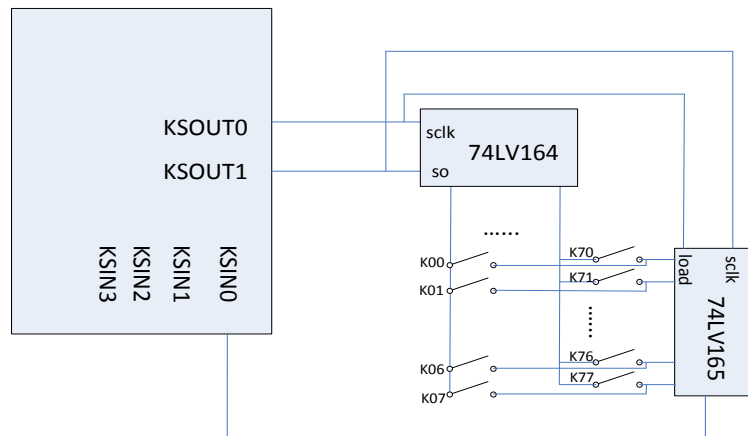 KSOUT0
KSOUT1
KSIN3
KSIN2
KSIN1
KSIN0
sclk
74LV164
so
......
K00
K01
K06
K07
K70
K71
......
K76
K77
load
sclk
74LV165